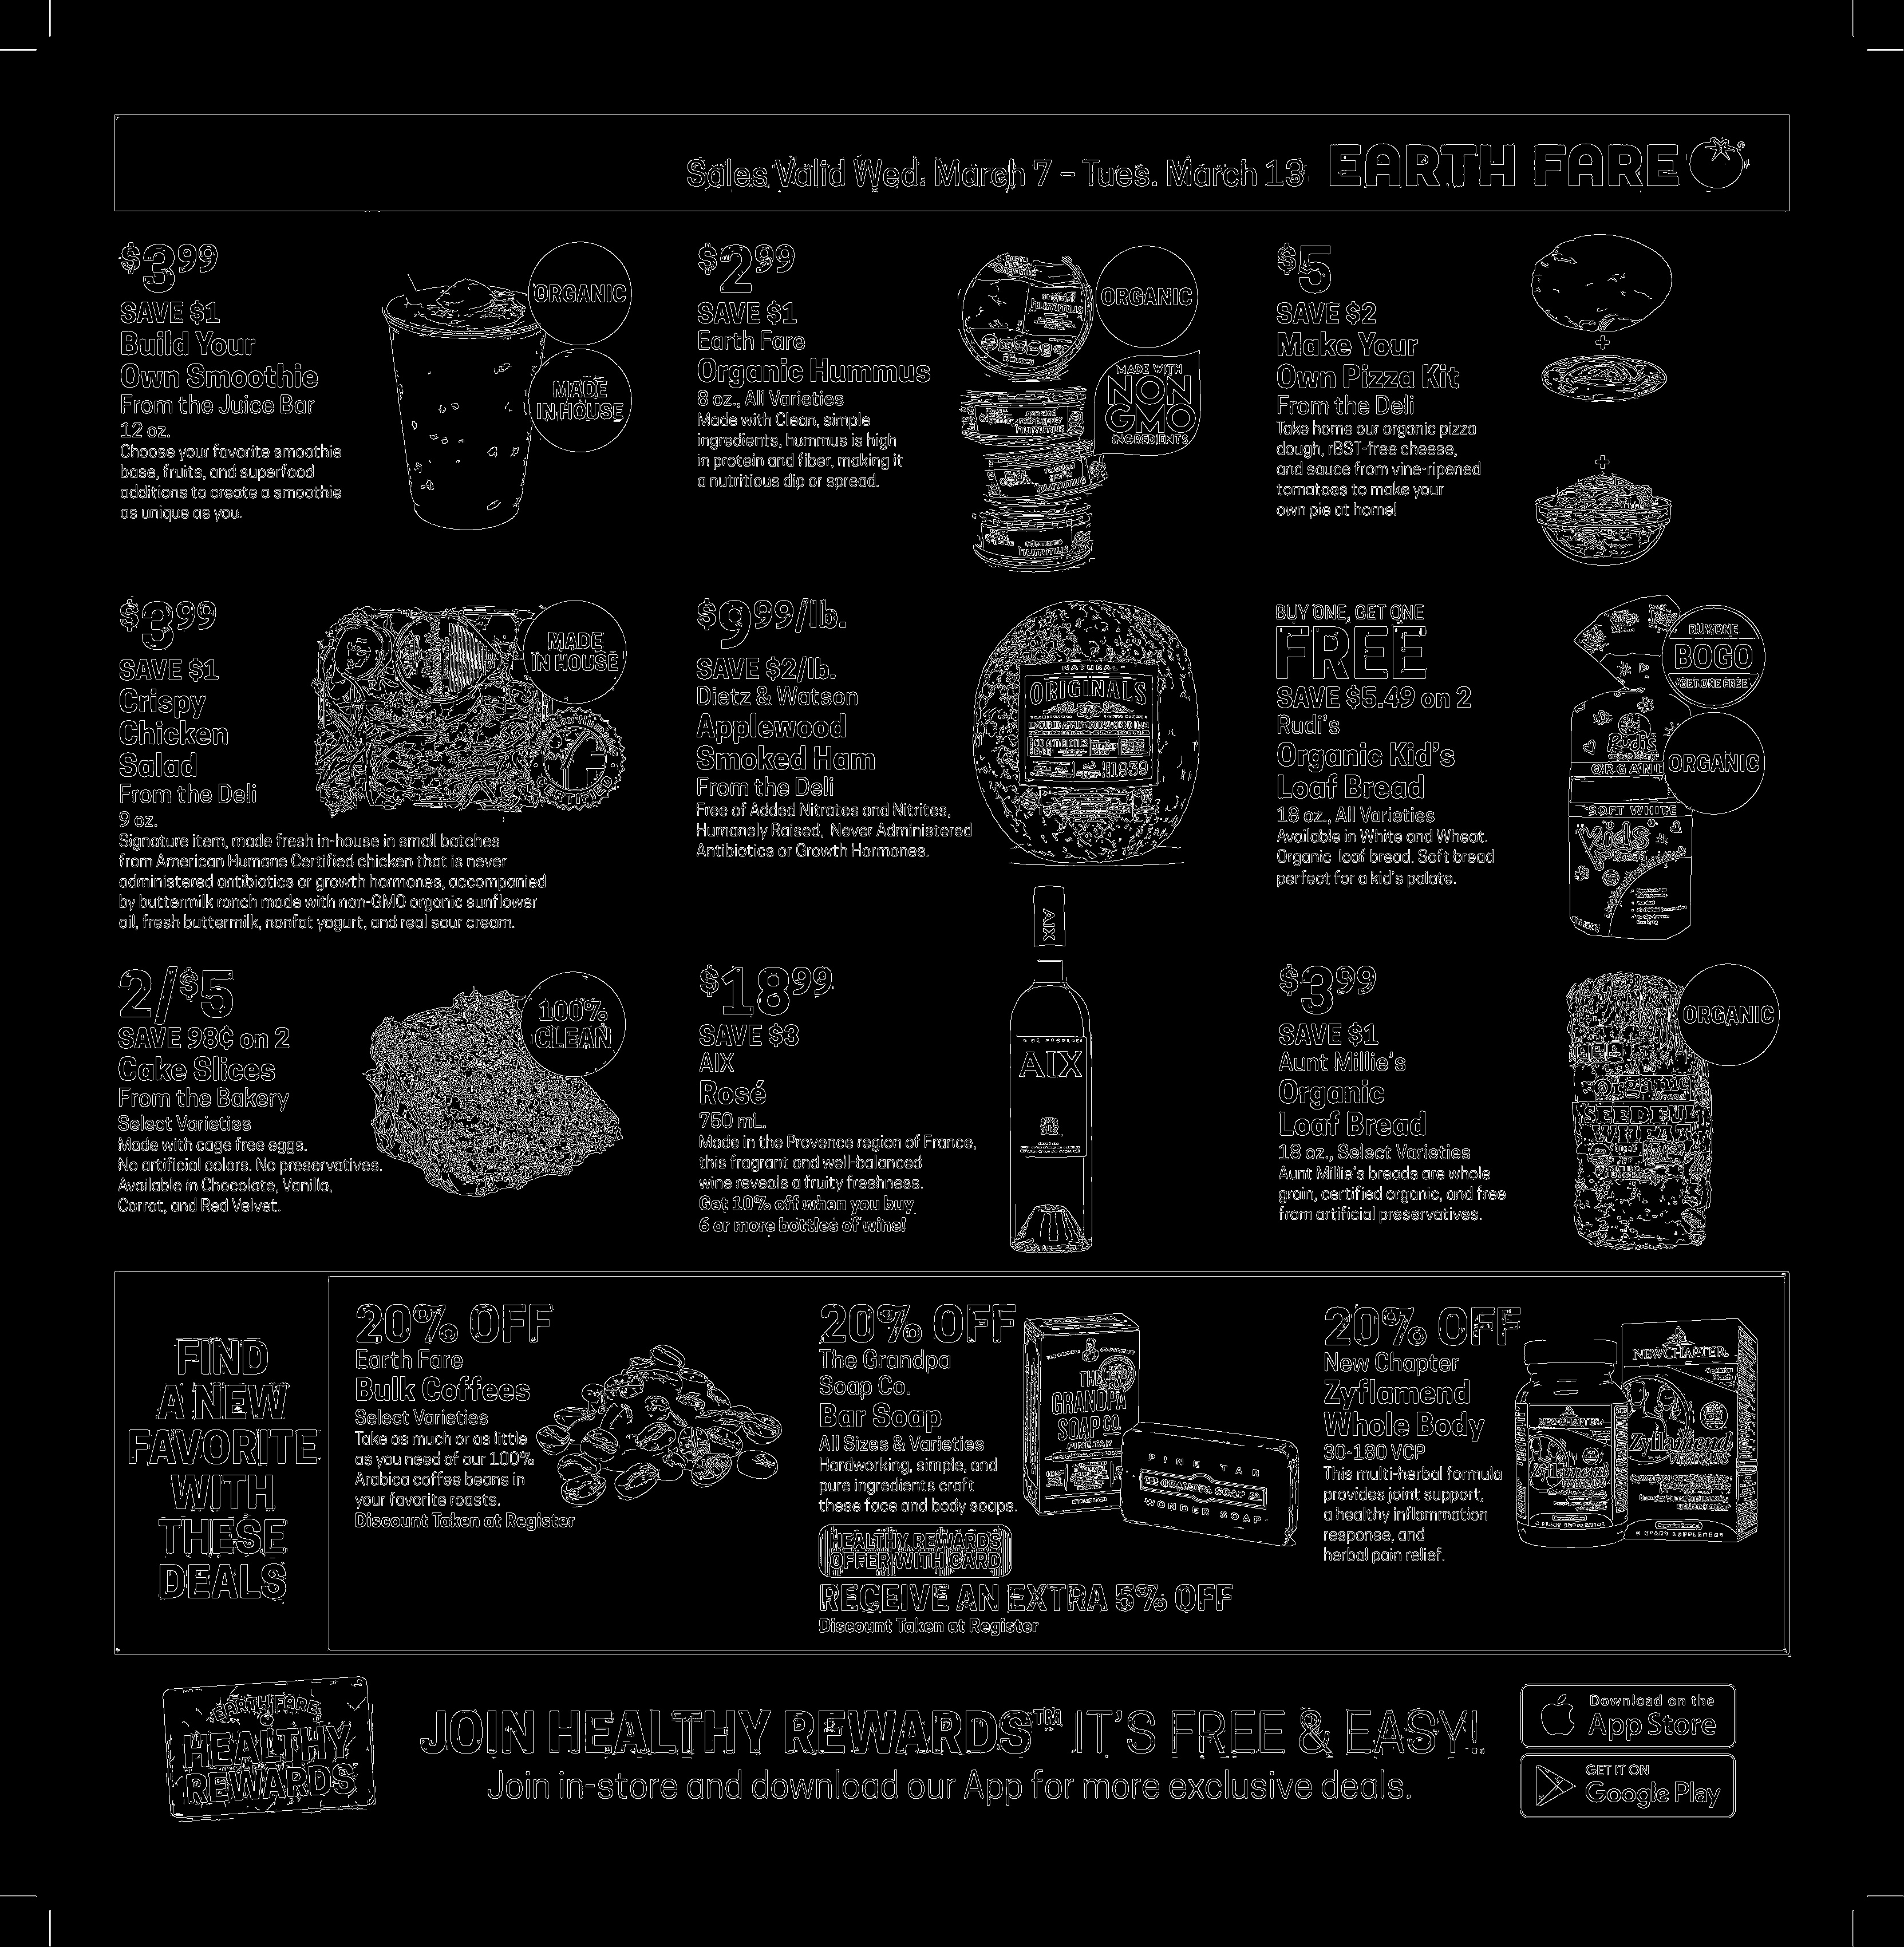 Sales Valid Wed. March 7 – Tues. March 13 EARTH FARE
$3.99
SAVE $1
Build Your
Own Smoothie
From the Juice Bar
12 oz.
Choose your favorite smoothie
base, fruits, and superfood
additions to create a smoothie
as unique as you.
ORGANIC
MADE
IN HOUSE
$2.99
SAVE $1
Earth Fare
Organic Hummus
8 oz., All Varieties
Made with Clean, simple
ingredients, hummus is high
in protein and fiber, making it
a nutritious dip or spread.
hummus
hummus
hummus
hummus
ORGANIC
MADE WITH
NON
GMO
INGREDIENTS
$5
SAVE $2
Make Your
Own Pizza Kit
From the Deli
Take home our organic pizza
dough, rBST-free cheese,
and sauce from vine-ripened
tomatoes to make your
own pie at home!
+
+
$3.99
SAVE $1
Crispy
Chicken
Salad
From the Deli
9 oz.
Signature item, made fresh in-house in small batches
from American Humane Certified chicken that is never
administered antibiotics or growth hormones, accompanied
by buttermilk ranch made with non-GMO organic sunflower
oil, fresh buttermilk, nonfat yogurt, and real sour cream.
MADE
IN HOUSE
CERTIFIED
$9.99/lb.
SAVE $2/lb.
Dietz & Watson
Applewood
Smoked Ham
From the Deli
Free of Added Nitrates and Nitrites,
Humanely Raised, Never Administered
Antibiotics or Growth Hormones.
NATURAL
ORIGINALS
1939
BUY ONE, GET ONE
FREE
SAVE $5.49 on 2
Rudi's
Organic Kid's
Loaf Bread
18 oz., All Varieties
Available in White and Wheat.
Organic loaf bread. Soft bread
perfect for a kid's palate.
BUY ONE
BOGO
GET ONE FREE
ORGANIC
Rudi's
ORGANIC
SOFT WHITE
Kids
2/$5
SAVE 98¢ on 2
Cake Slices
From the Bakery
Select Varieties
Made with cage free eggs.
No artificial colors. No preservatives.
Available in Chocolate, Vanilla,
Carrot, and Red Velvet.
100%
CLEAN
$18.99
SAVE $3
AIX
Rosé
750 mL.
Made in the Provence region of France,
this fragrant and well-balanced
wine reveals a fruity freshness.
Get 10% off when you buy
6 or more bottles of wine!
AIX
AIX
$3.99
SAVE $1
Aunt Millie's
Organic
Loaf Bread
18 oz., Select Varieties
Aunt Millie's breads are whole
grain, certified organic, and free
from artificial preservatives.
ORGANIC
Organic
SEEDFUL
WHEAT
FIND
A NEW
FAVORITE
WITH
THESE
DEALS
20% OFF
Earth Fare
Bulk Coffees
Select Varieties
Take as much or as little
as you need of our 100%
Arabica coffee beans in
your favorite roasts.
Discount Taken at Register
20% OFF
The Grandpa
Soap Co.
Bar Soap
All Sizes & Varieties
Hardworking, simple, and
pure ingredients craft
these face and body soaps.
HEALTHY REWARDS
OFFER WITH CARD
RECEIVE AN EXTRA 5% OFF
Discount Taken at Register
THE
GRANDPA
SOAP CO.
PINE TAR
PINE TAR
THE GRANDPA SOAP CO.
WONDER SOAP
20% OFF
New Chapter
Zyflamend
Whole Body
30-180 VCP
This multi-herbal formula
provides joint support,
a healthy inflammation
response, and
herbal pain relief.
NEWCHAPTER
Zyflamend
NEWCHAPTER
Zyflamend
EARTH FARE
HEALTHY
REWARDS
JOIN HEALTHY REWARDS™ IT'S FREE & EASY!
Join in-store and download our App for more exclusive deals.
Download on the
App Store
GET IT ON
Google Play